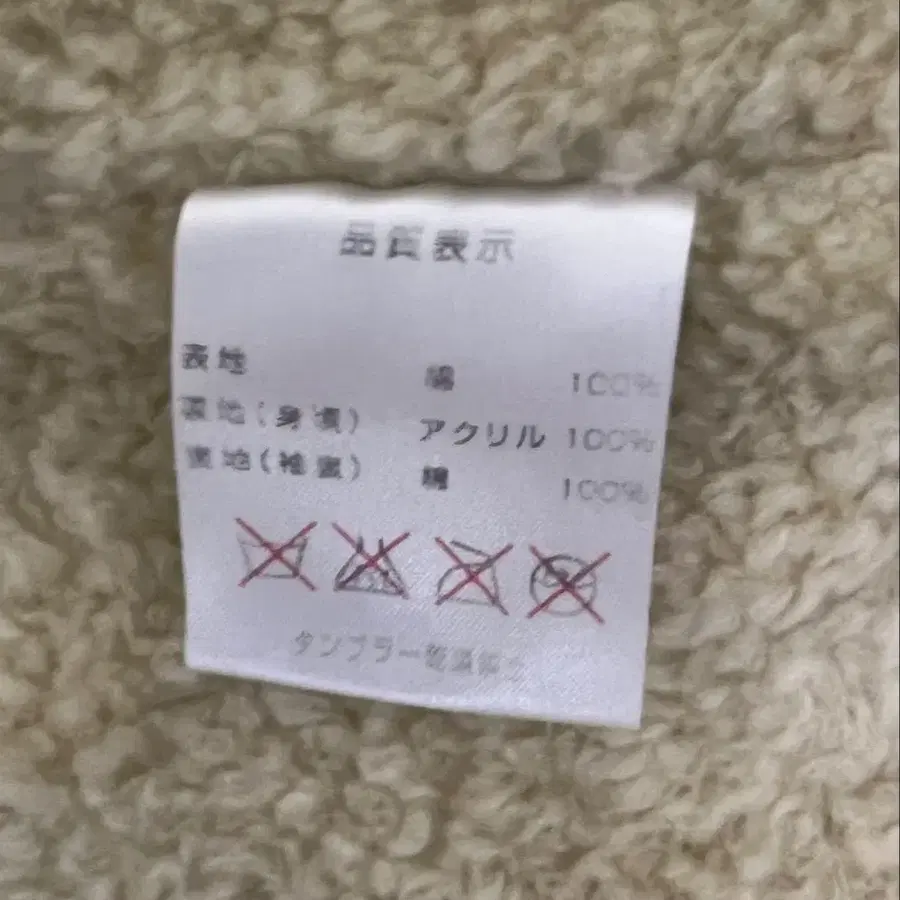 品質表示
表地 綿 100%
裏地(身頃) アクリル 100%
裏地(袖裏) 綿 100%
タンブラー乾燥禁止